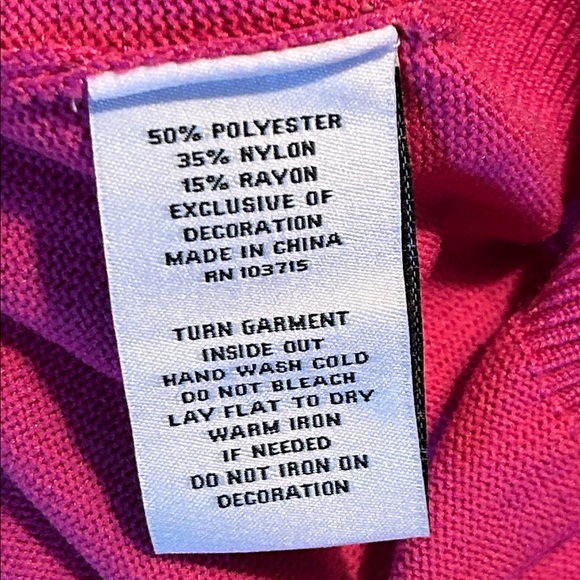 50% POLYESTER
35% NYLON
15% RAYON
EXCLUSIVE OF
DECORATION
MADE IN CHINA
RN 103715
TURN GARMENT
INSIDE OUT
HAND WASH COLD
DO NOT BLEACH
LAY FLAT TO DRY
WARM IRON
IF NEEDED
DO NOT IRON ON
DECORATION